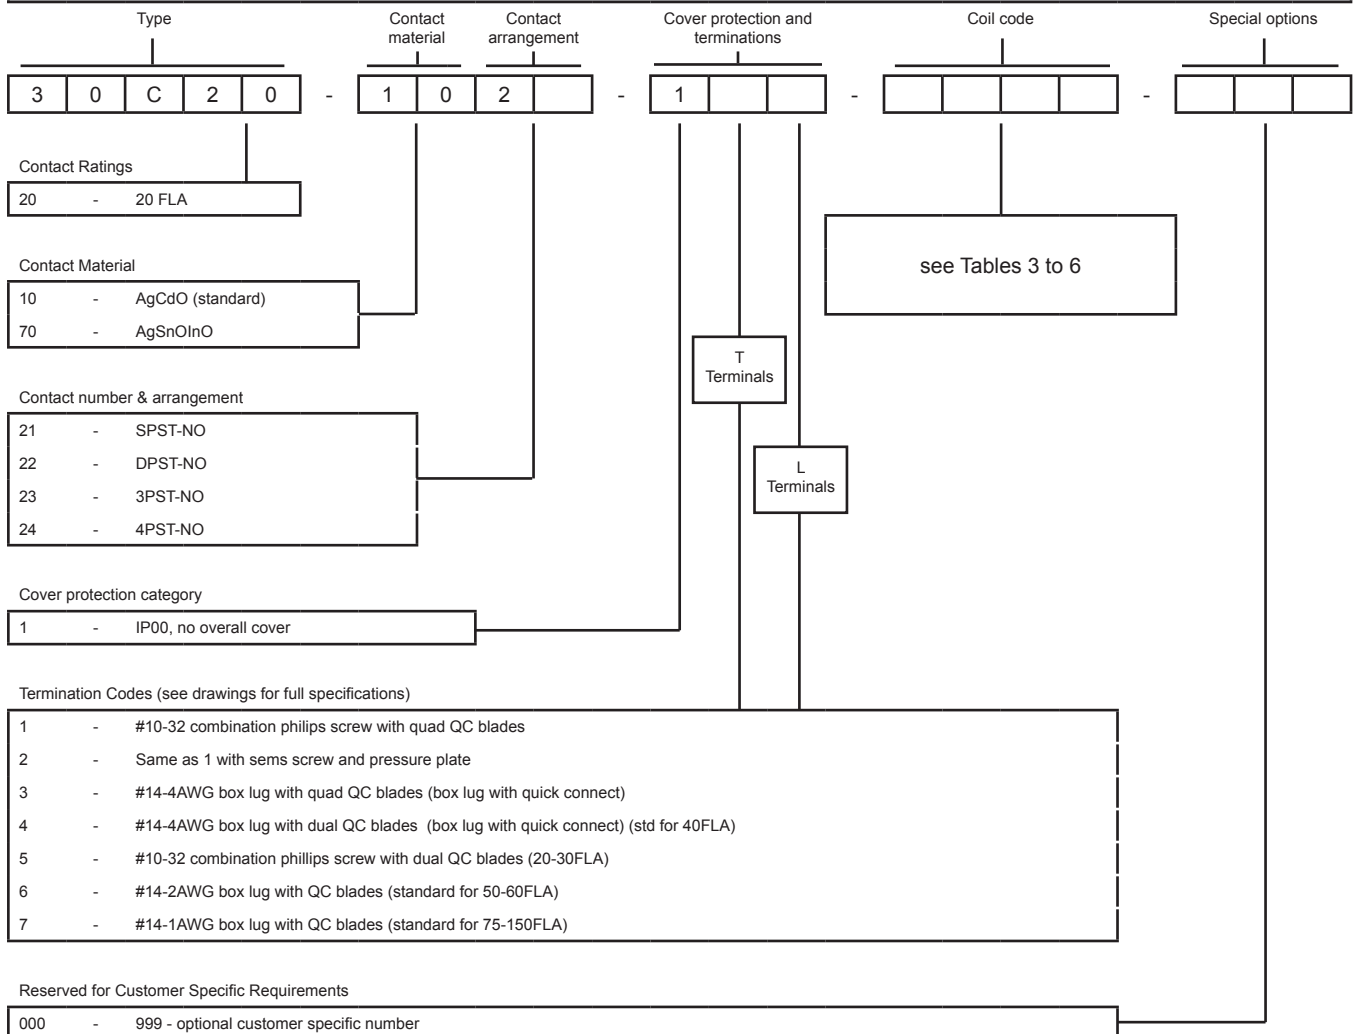 Type
Contact material
Contact arrangement
Cover protection and terminations
Coil code
Special options
3 0 C 2 0 - 1 0 2 - 1 - -
Contact Ratings
20 - 20 FLA
Contact Material
10 - AgCdO (standard)
70 - AgSnOInO
see Tables 3 to 6
T
Terminals
Contact number & arrangement
21 - SPST-NO
22 - DPST-NO
23 - 3PST-NO
24 - 4PST-NO
L
Terminals
Cover protection category
1 - IP00, no overall cover
Termination Codes (see drawings for full specifications)
1 - #10-32 combination philips screw with quad QC blades
2 - Same as 1 with sems screw and pressure plate
3 - #14-4AWG box lug with quad QC blades (box lug with quick connect)
4 - #14-4AWG box lug with dual QC blades (box lug with quick connect) (std for 40FLA)
5 - #10-32 combination phillips screw with dual QC blades (20-30FLA)
6 - #14-2AWG box lug with QC blades (standard for 50-60FLA)
7 - #14-1AWG box lug with QC blades (standard for 75-150FLA)
Reserved for Customer Specific Requirements
000 - 999 - optional customer specific number